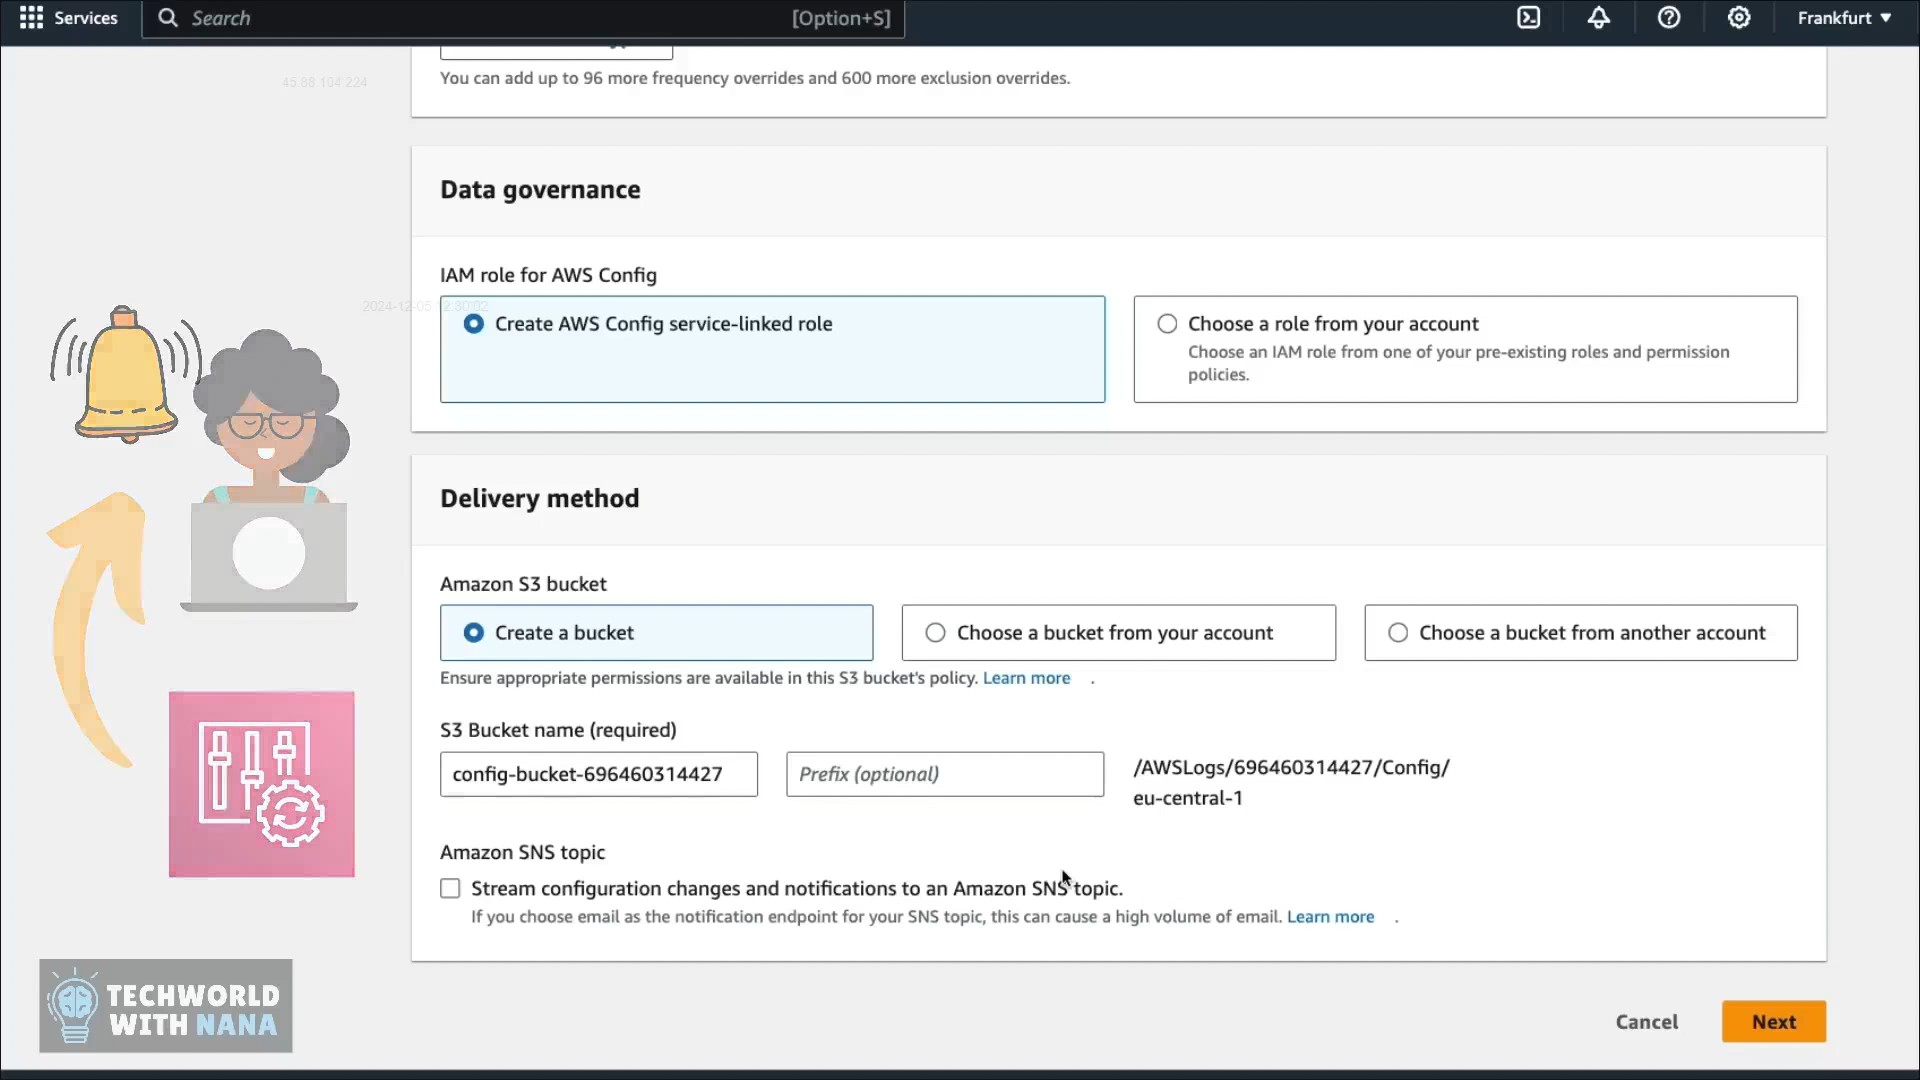 Services
Search
[Option+S]
Frankfurt
You can add up to 96 more frequency overrides and 600 more exclusion overrides.
45.88 104 224
Data governance
IAM role for AWS Config
2024-12-05 12:30:02
Create AWS Config service-linked role
Choose a role from your account
Choose an IAM role from one of your pre-existing roles and permission
policies.
Delivery method
Amazon S3 bucket
Create a bucket
Choose a bucket from your account
Choose a bucket from another account
Ensure appropriate permissions are available in this S3 bucket's policy. Learn more .
S3 Bucket name (required)
config-bucket-696460314427
Prefix (optional)
/AWSLogs/696460314427/Config/
eu-central-1
Amazon SNS topic
Stream configuration changes and notifications to an Amazon SNS topic.
If you choose email as the notification endpoint for your SNS topic, this can cause a high volume of email. Learn more .
TECHWORLD
WITH NANA
Cancel
Next